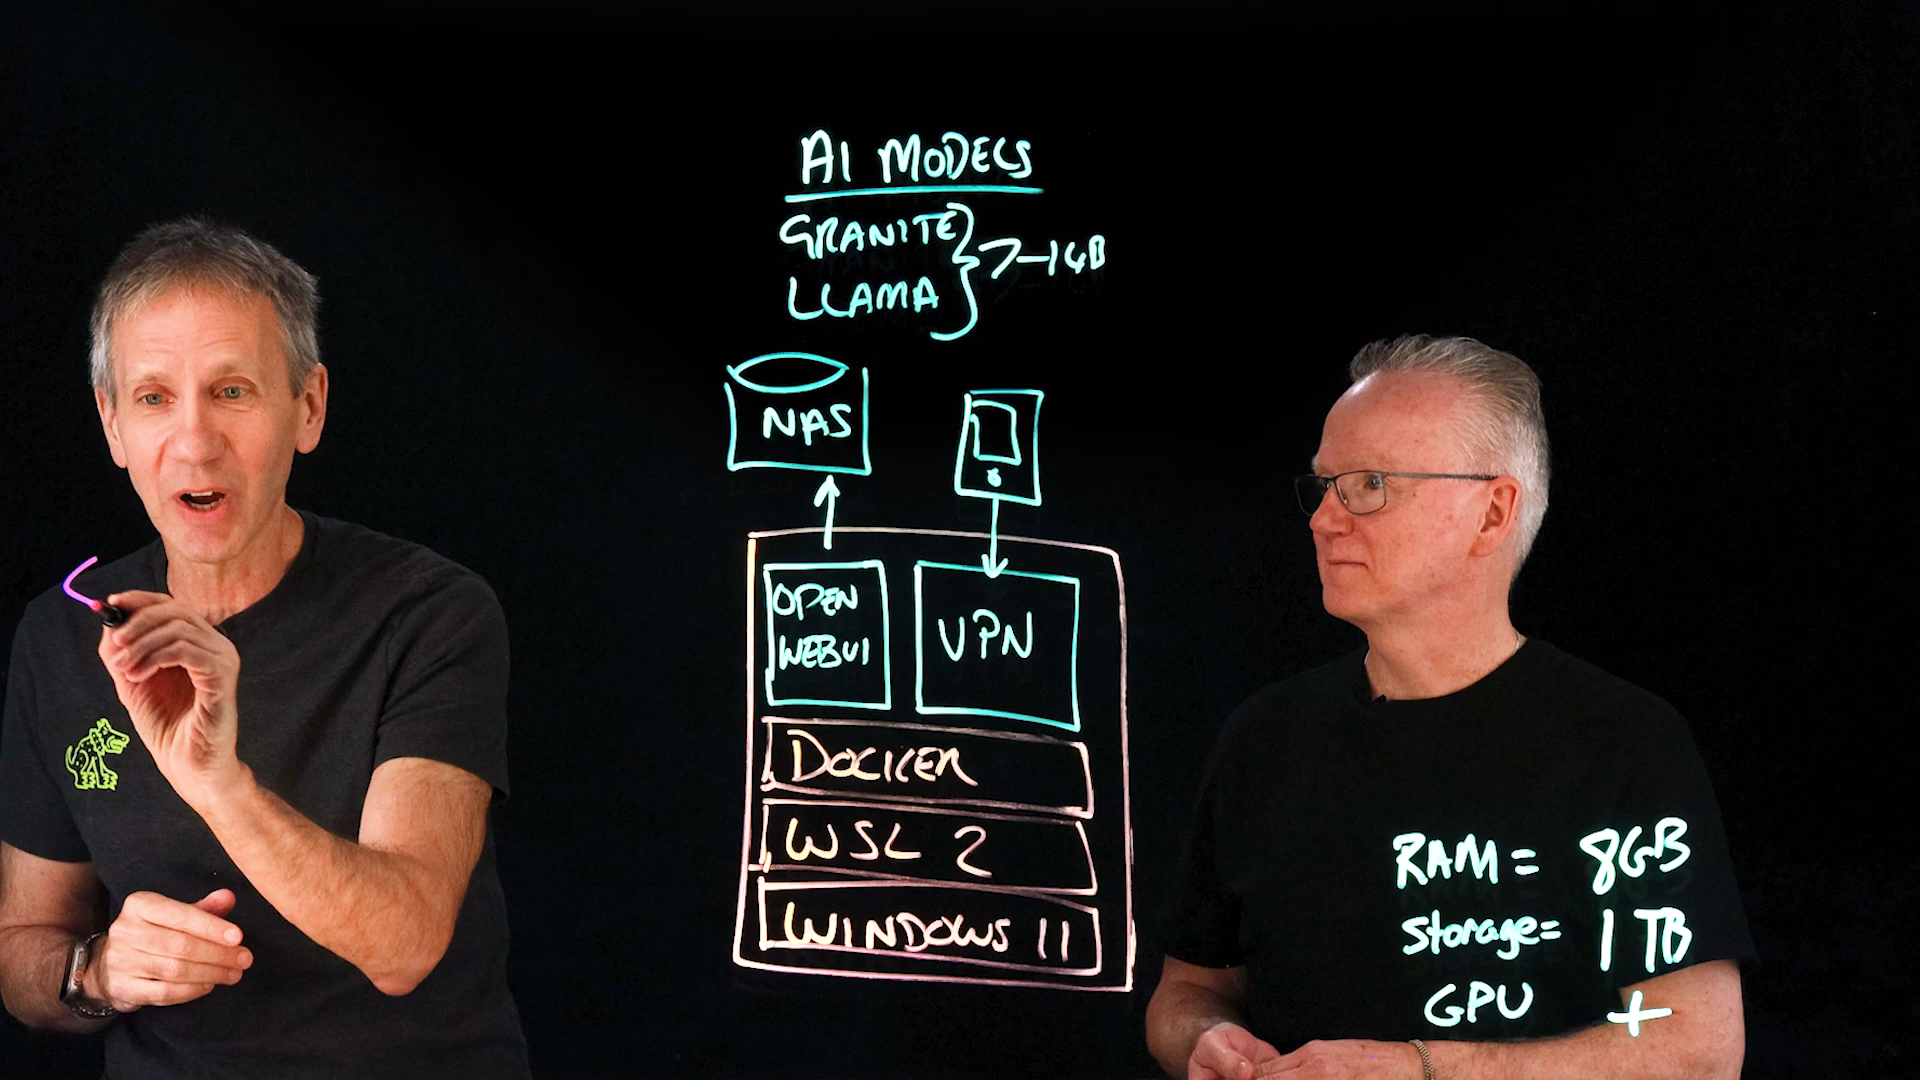 AI MODELS
GRANITE
LLAMA
7-14B
NAS
OPEN
WEBUI
VPN
DOCKER
WSL 2
WINDOWS 11
RAM = 8GB
Storage= 1 TB
GPU +